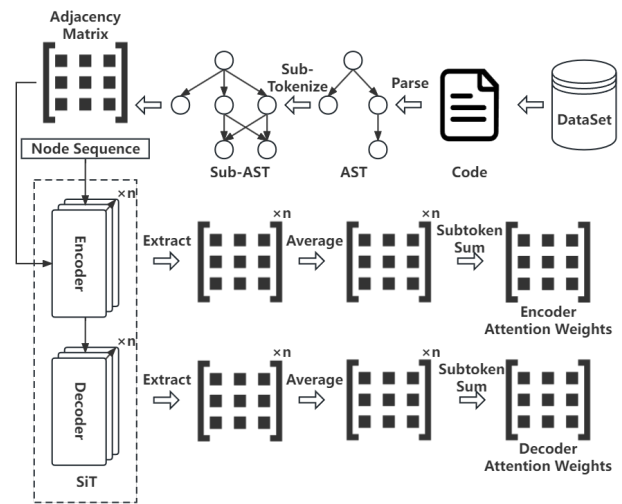 Adjacency
Matrix
Sub-
Tokenize
Parse
DataSet
Node Sequence
Sub-AST
AST
Code
×n
Encoder
Extract
×n
Average
×n
Subtoken
Sum
Encoder
Attention Weights
×n
Decoder
Extract
×n
Average
×n
Subtoken
Sum
Decoder
Attention Weights
SiT